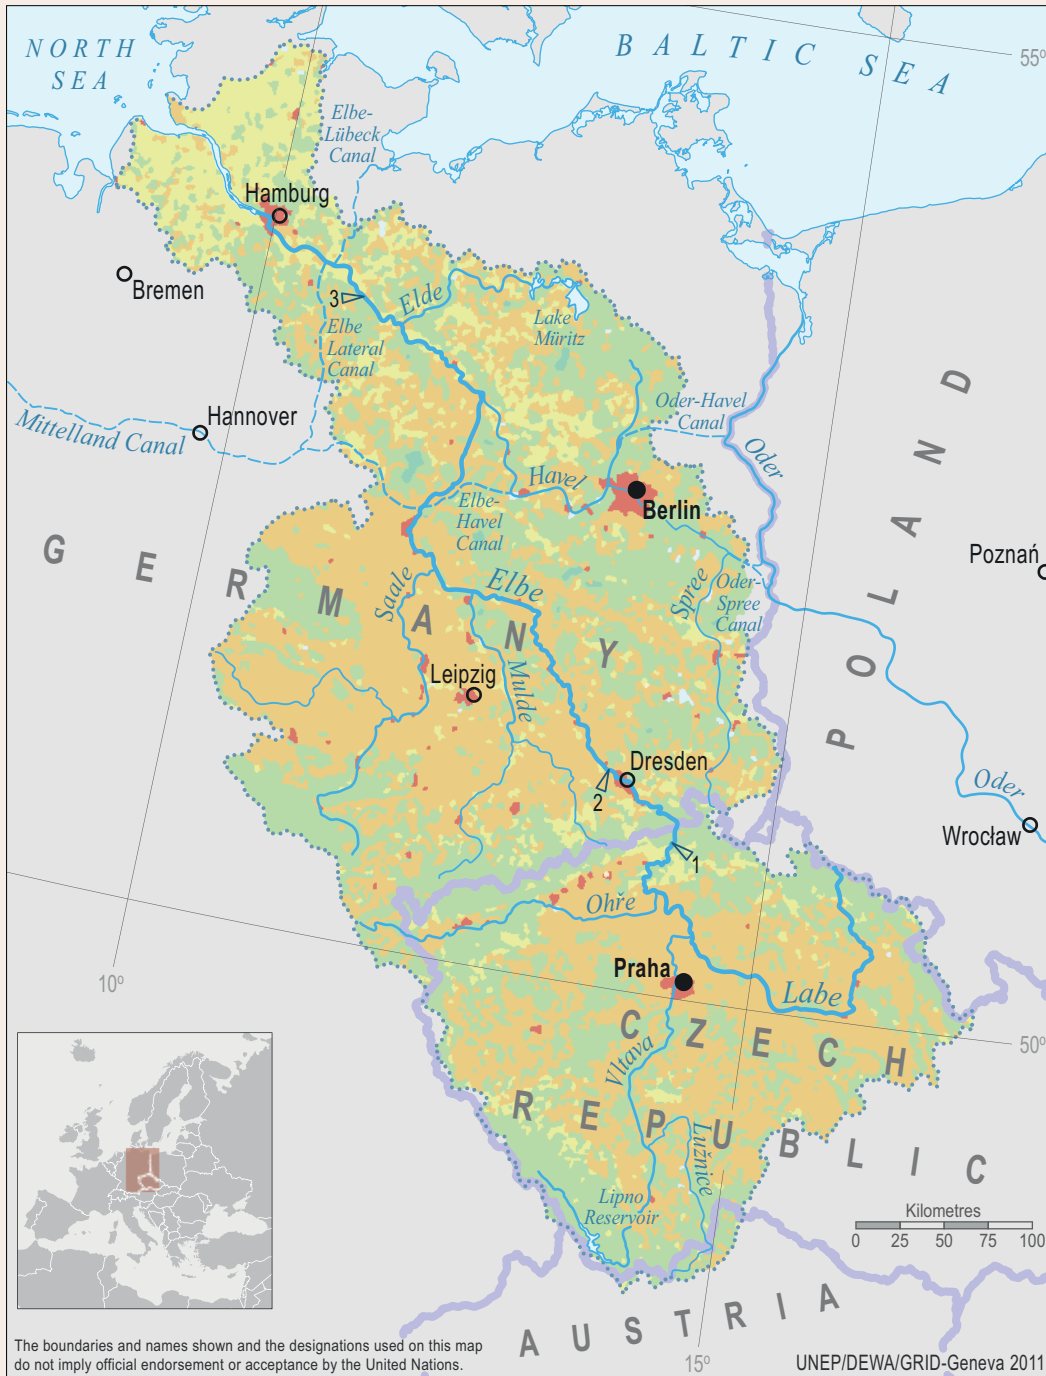 NORTH
SEA
BALTIC SEA
55º
Elbe-
Lübeck
Canal
Hamburg
Bremen
3
Elde
Lake
Müritz
Elbe
Lateral
Canal
Oder-Havel
Canal
Hannover
Mittelland Canal
Oder
Havel
Berlin
Elbe-
Havel
Canal
POLAND
Poznań
GERMANY
Saale
Elbe
Spree
Oder-
Spree
Canal
Leipzig
Mulde
Dresden
2
Oder
Wrocław
1
Ohře
10º
Praha
Labe
CZECH
REPUBLIC
50º
Vltava
Lužnice
Lipno
Reservoir
Kilometres
0 25 50 75 100
AUSTRIA
15º
The boundaries and names shown and the designations used on this map
do not imply official endorsement or acceptance by the United Nations.
UNEP/DEWA/GRID-Geneva 2011